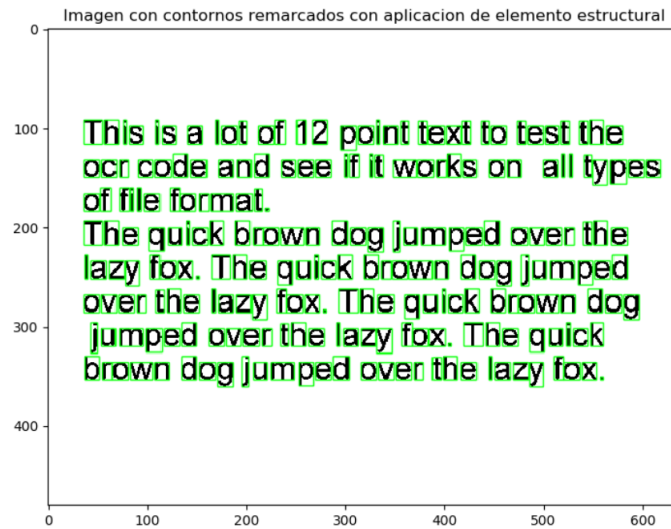 Imagen con contornos remarcados con aplicacion de elemento estructural
0
100
200
300
400
This is a lot of 12 point text to test the
ocr code and see if it works on all types
of file format.
The quick brown dog jumped over the
lazy fox. The quick brown dog jumped
over the lazy fox. The quick brown dog
jumped over the lazy fox. The quick
brown dog jumped over the lazy fox.
0 100 200 300 400 500 600